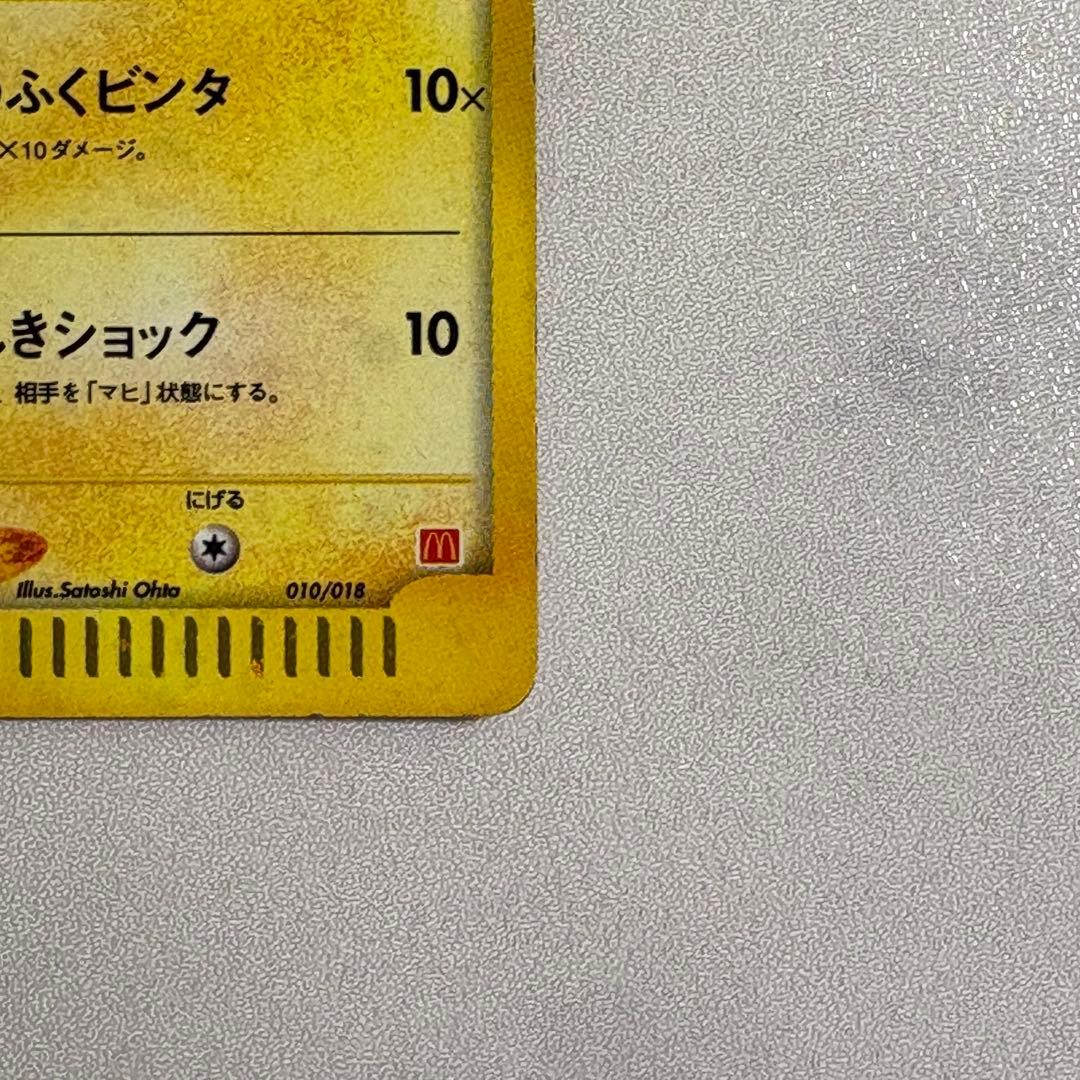 ふくビンタ 10×
×10ダメージ。
きショック 10
相手を「マヒ」状態にする。
にげる
Illus.Satoshi Ohta 010/018